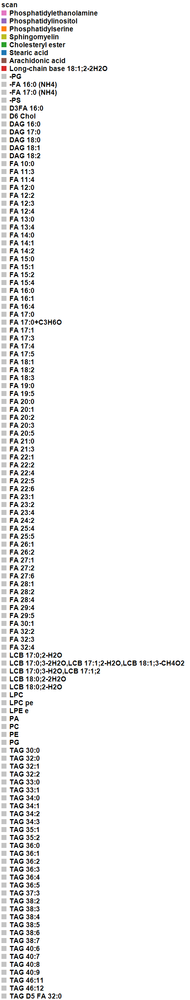 scan
Phosphatidylethanolamine
Phosphatidylinositol
Phosphatidylserine
Sphingomyelin
Cholesteryl ester
Stearic acid
Arachidonic acid
Long-chain base 18:1;2-2H2O
-PG
-FA 16:0 (NH4)
-FA 17:0 (NH4)
-PS
D3FA 16:0
D6 Chol
DAG 16:0
DAG 17:0
DAG 18:0
DAG 18:1
DAG 18:2
FA 10:0
FA 11:3
FA 11:4
FA 12:0
FA 12:2
FA 12:3
FA 12:4
FA 13:0
FA 13:4
FA 14:0
FA 14:1
FA 14:2
FA 15:0
FA 15:1
FA 15:2
FA 15:4
FA 16:0
FA 16:1
FA 16:4
FA 17:0
FA 17:0+C3H6O
FA 17:1
FA 17:3
FA 17:4
FA 17:5
FA 18:1
FA 18:2
FA 18:3
FA 19:0
FA 19:5
FA 20:0
FA 20:1
FA 20:2
FA 20:3
FA 20:5
FA 21:0
FA 21:3
FA 22:1
FA 22:2
FA 22:4
FA 22:5
FA 22:6
FA 23:1
FA 23:2
FA 23:4
FA 24:2
FA 25:4
FA 25:5
FA 26:1
FA 26:2
FA 27:1
FA 27:2
FA 27:6
FA 28:1
FA 28:2
FA 28:4
FA 29:4
FA 29:5
FA 30:1
FA 32:2
FA 32:3
FA 32:4
LCB 17:0;2-H2O
LCB 17:0;3-2H2O,LCB 17:1;2-H2O,LCB 18:1;3-CH4O2
LCB 17:0;3-H2O,LCB 17:1;2
LCB 18:0;2-2H2O
LCB 18:0;2-H2O
LPC
LPC pe
LPE e
PA
PC
PE
PG
TAG 30:0
TAG 32:0
TAG 32:1
TAG 32:2
TAG 33:0
TAG 33:1
TAG 34:0
TAG 34:1
TAG 34:2
TAG 34:3
TAG 35:1
TAG 35:2
TAG 36:0
TAG 36:1
TAG 36:2
TAG 36:3
TAG 36:4
TAG 36:5
TAG 37:3
TAG 38:2
TAG 38:3
TAG 38:4
TAG 38:5
TAG 38:6
TAG 38:7
TAG 40:6
TAG 40:7
TAG 40:8
TAG 40:9
TAG 46:11
TAG 46:12
TAG D5 FA 32:0